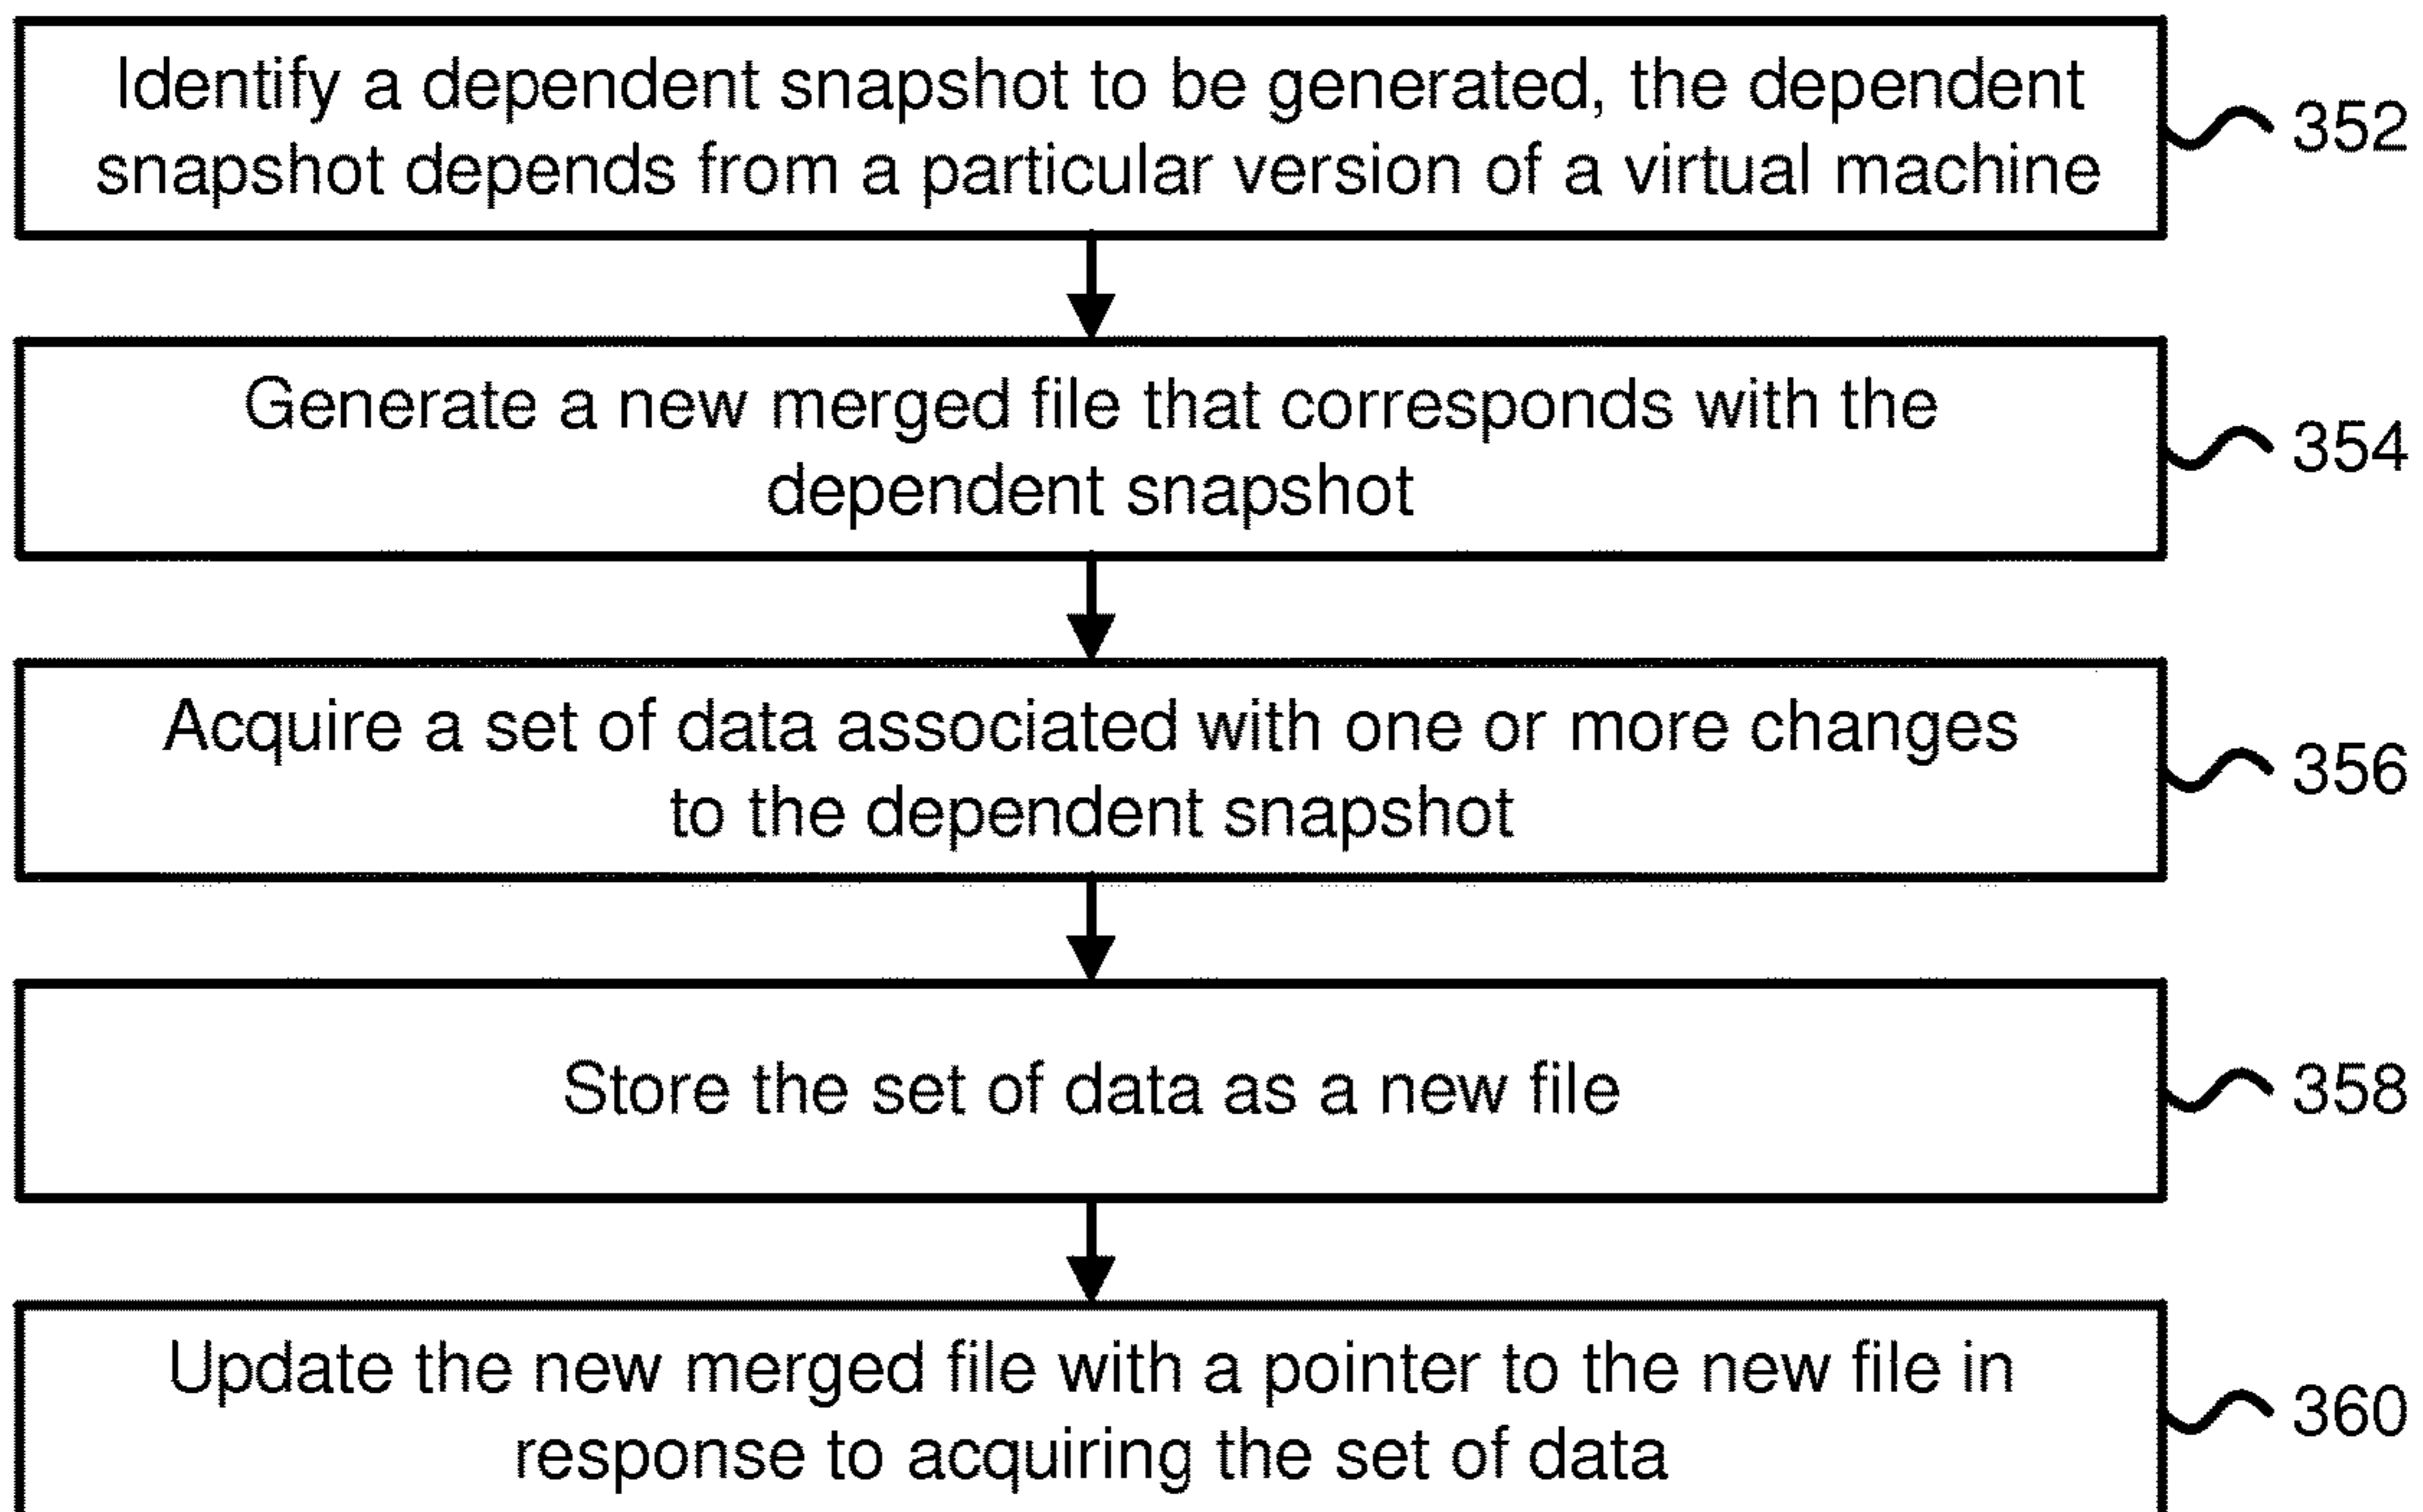 Identify a dependent snapshot to be generated, the dependent
snapshot depends from a particular version of a virtual machine
352
Generate a new merged file that corresponds with the
dependent snapshot
354
Acquire a set of data associated with one or more changes
to the dependent snapshot
356
Store the set of data as a new file
358
Update the new merged file with a pointer to the new file in
response to acquiring the set of data
360